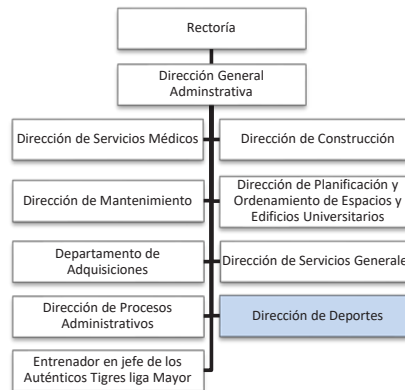 Rectoría
Dirección General
Adminstrativa
Dirección de Servicios Médicos
Dirección de Construcción
Dirección de Mantenimiento
Dirección de Planificación y
Ordenamiento de Espacios y
Edificios Universitarios
Departamento de
Adquisiciones
Dirección de Servicios Generales
Dirección de Procesos
Administrativos
Dirección de Deportes
Entrenador en jefe de los
Auténticos Tigres liga Mayor